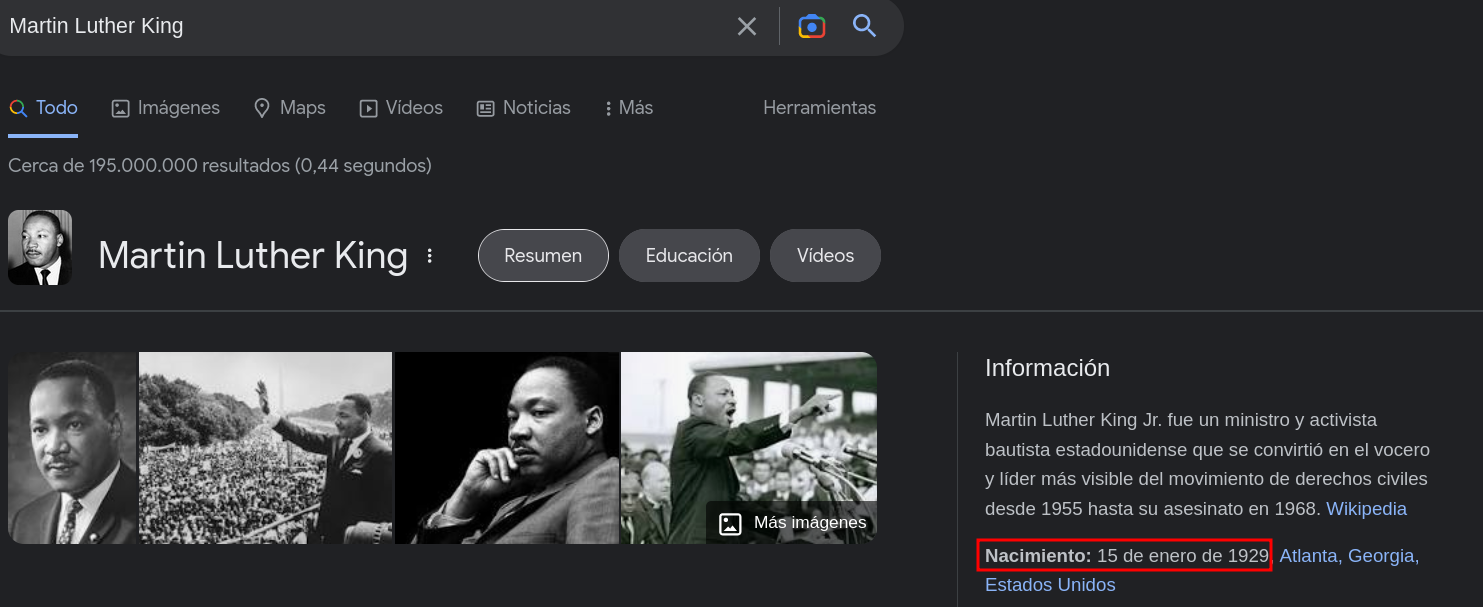 Martin Luther King
Todo Imágenes Maps Vídeos Noticias Más Herramientas
Cerca de 195.000.000 resultados (0,44 segundos)
Martin Luther King Resumen Educación Vídeos
Más imágenes
Información
Martin Luther King Jr. fue un ministro y activista
bautista estadounidense que se convirtió en el vocero
y líder más visible del movimiento de derechos civiles
desde 1955 hasta su asesinato en 1968. Wikipedia
Nacimiento: 15 de enero de 1929, Atlanta, Georgia,
Estados Unidos